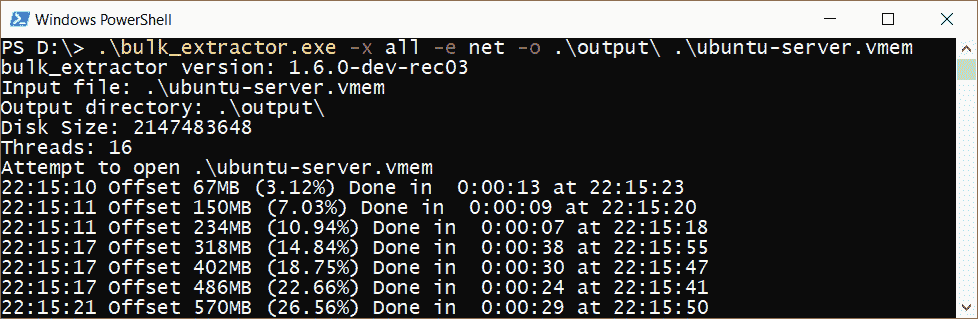 Windows PowerShell
PS D:\> .\bulk_extractor.exe -x all -e net -o .\output\ .\ubuntu-server.vmem
bulk_extractor version: 1.6.0-dev-rec03
Input file: .\ubuntu-server.vmem
Output directory: .\output\
Disk Size: 2147483648
Threads: 16
Attempt to open .\ubuntu-server.vmem
22:15:10 Offset 67MB (3.12%) Done in  0:00:13 at 22:15:23
22:15:11 Offset 150MB (7.03%) Done in  0:00:09 at 22:15:20
22:15:11 Offset 234MB (10.94%) Done in  0:00:07 at 22:15:18
22:15:17 Offset 318MB (14.84%) Done in  0:00:38 at 22:15:55
22:15:17 Offset 402MB (18.75%) Done in  0:00:30 at 22:15:47
22:15:17 Offset 486MB (22.66%) Done in  0:00:24 at 22:15:41
22:15:21 Offset 570MB (26.56%) Done in  0:00:29 at 22:15:50